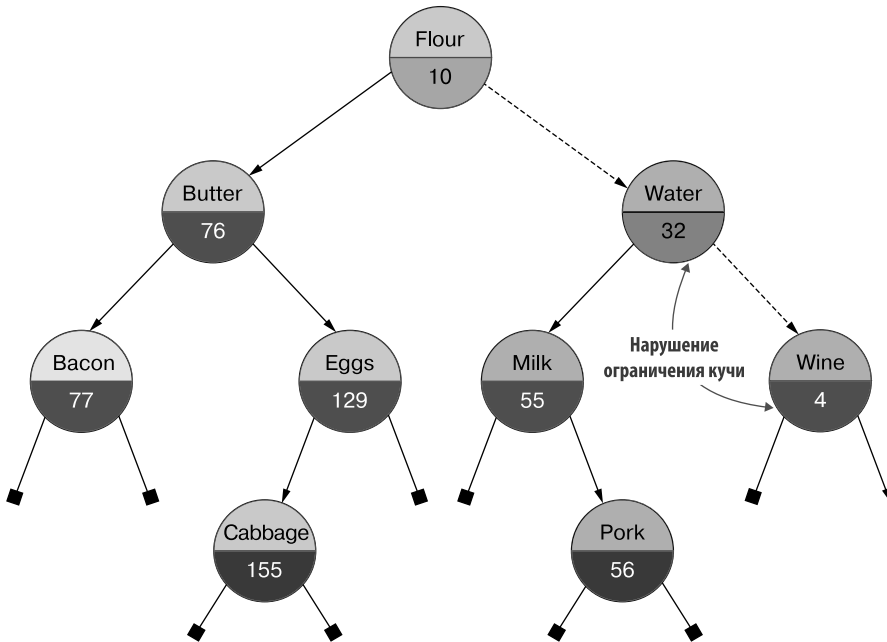 Flour
10
Butter
76
Water
32
Bacon
77
Eggs
129
Milk
55
Нарушение
ограничения кучи
Wine
4
Cabbage
155
Pork
56